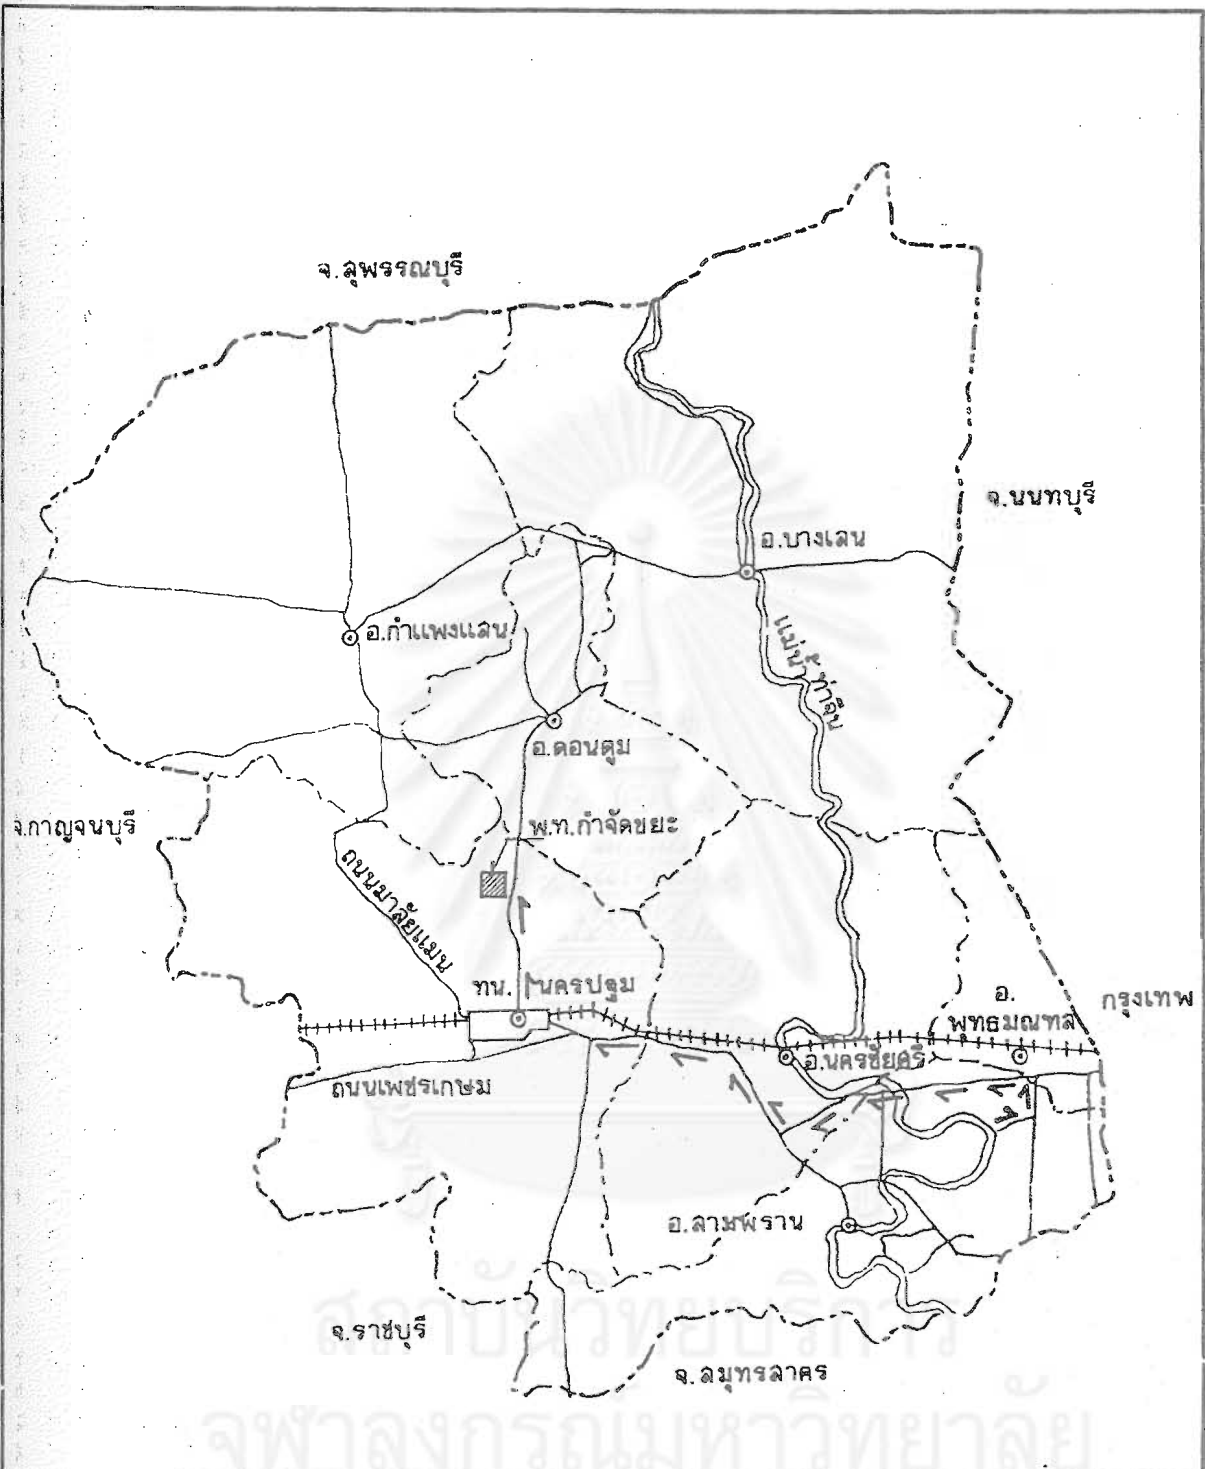 จ.สุพรรณบุรี
จ.นนทบุรี
อ.บางเลน
อ.กำแพงแสน
แม่น้ำท่าจีน
อ.ดอนตูม
จ.กาญจนบุรี
พ.ท.กำจัดขยะ
ถนนมาลัยแมน
ทน. นครปฐม
อ.
พุทธมณฑล
กรุงเทพ
อ.นครชัยศรี
ถนนเพชรเกษม
อ.สามพราน
จ.ราชบุรี
จ.สมุทรสาคร
สถาบันวิทยบริการ
จุฬาลงกรณ์มหาวิทยาลัย